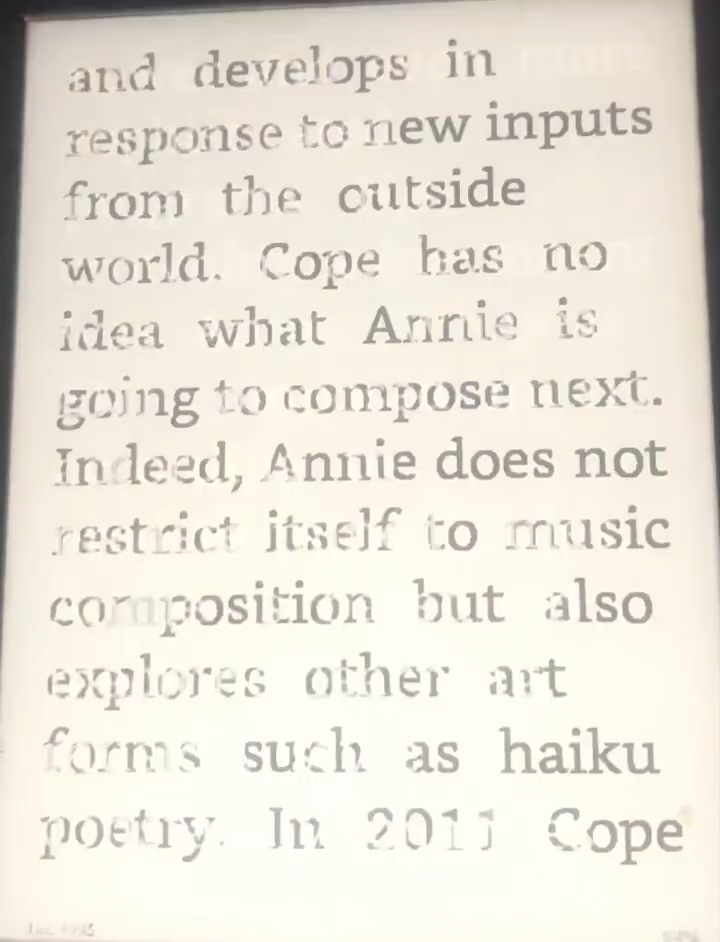 and develops in
response to new inputs
from the outside
world. Cope has no
idea what Annie is
going to compose next.
Indeed, Annie does not
restrict itself to music
composition but also
explores other art
forms such as haiku
poetry. In 2011 Cope